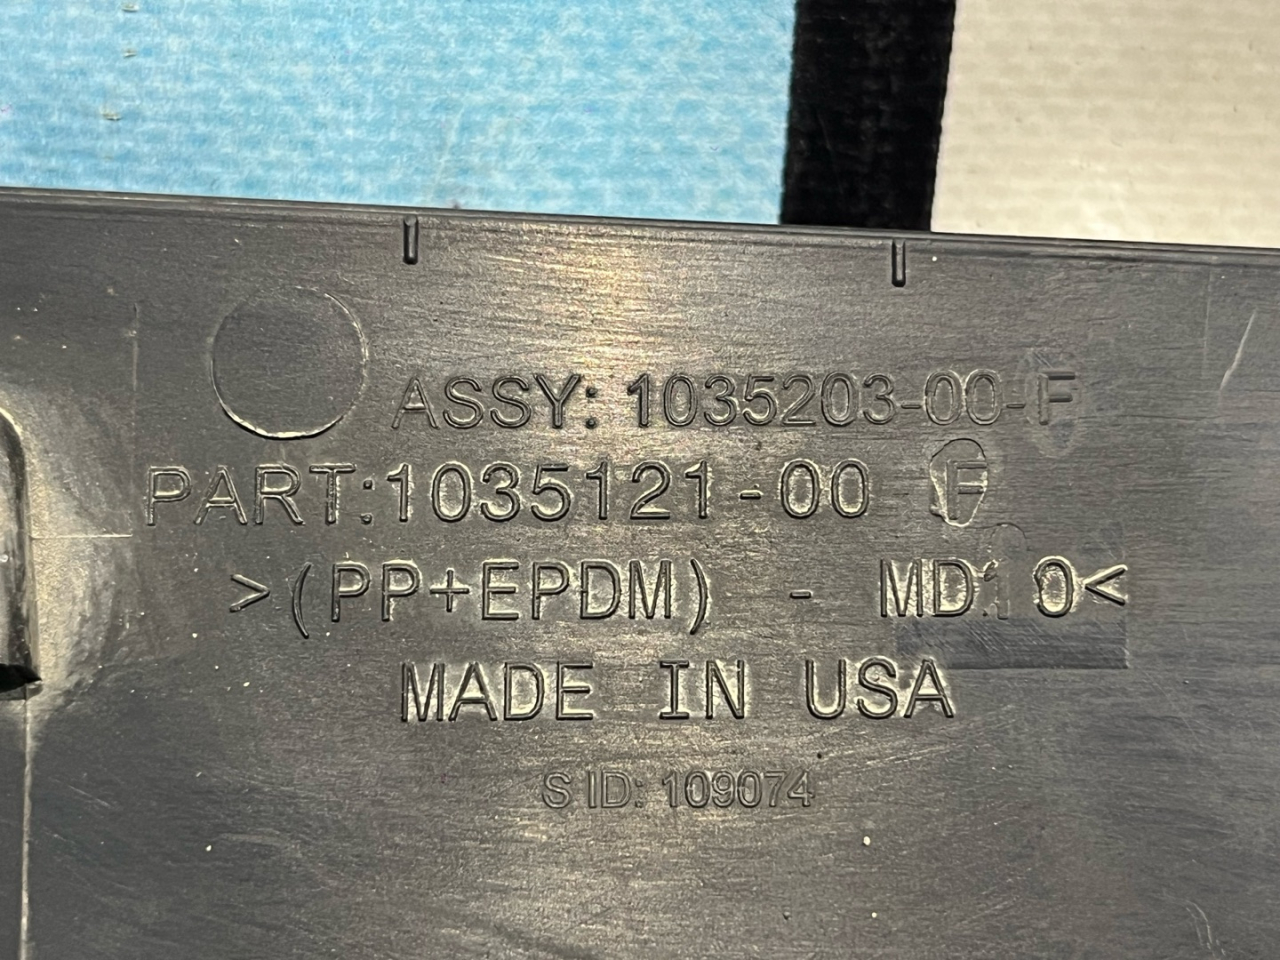 ASSY: 1035203-00-F
PART:1035121-00 F
>(PP+EPDM) - MD10<
MADE IN USA
S ID: 109074